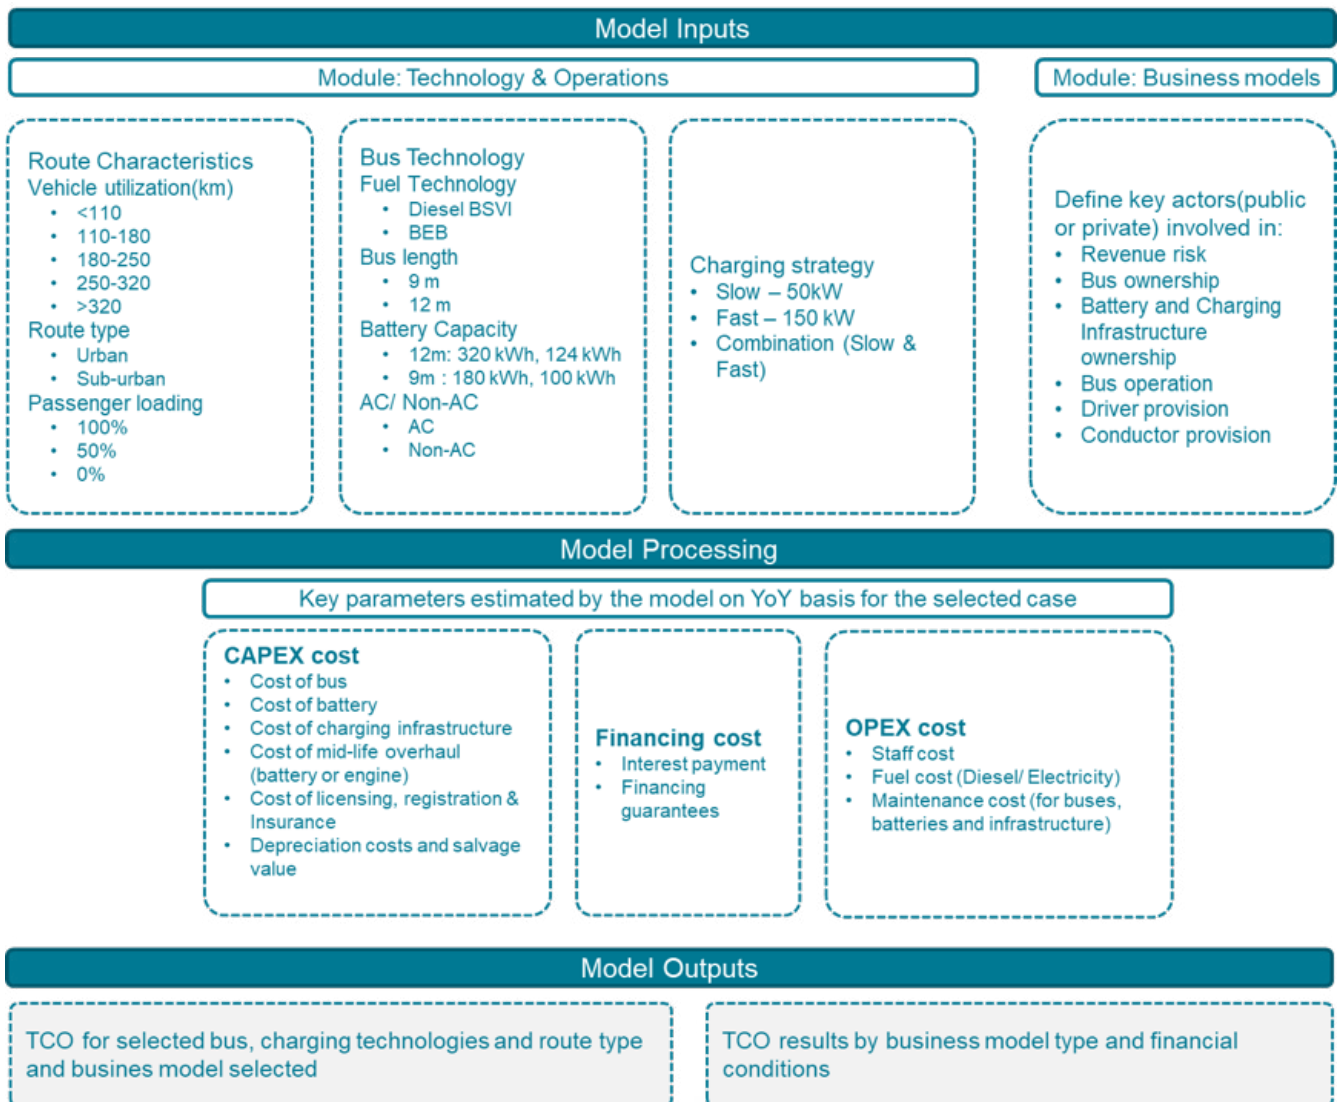 Model Inputs
Module: Technology & Operations
Module: Business models
Route Characteristics
Vehicle utilization(km)
• <110
• 110-180
• 180-250
• 250-320
• >320
Route type
• Urban
• Sub-urban
Passenger loading
• 100%
• 50%
• 0%
Bus Technology
Fuel Technology
• Diesel BSVI
• BEB
Bus length
• 9 m
• 12 m
Battery Capacity
• 12m: 320 kWh, 124 kWh
• 9m : 180 kWh, 100 kWh
AC/ Non-AC
• AC
• Non-AC
Charging strategy
• Slow – 50kW
• Fast – 150 kW
• Combination (Slow &
Fast)
Define key actors(public
or private) involved in:
• Revenue risk
• Bus ownership
• Battery and Charging
Infrastructure
ownership
• Bus operation
• Driver provision
• Conductor provision
Model Processing
Key parameters estimated by the model on YoY basis for the selected case
CAPEX cost
• Cost of bus
• Cost of battery
• Cost of charging infrastructure
• Cost of mid-life overhaul
(battery or engine)
• Cost of licensing, registration &
Insurance
• Depreciation costs and salvage
value
Financing cost
• Interest payment
• Financing
guarantees
OPEX cost
• Staff cost
• Fuel cost (Diesel/ Electricity)
• Maintenance cost (for buses,
batteries and infrastructure)
Model Outputs
TCO for selected bus, charging technologies and route type
and busines model selected
TCO results by business model type and financial
conditions